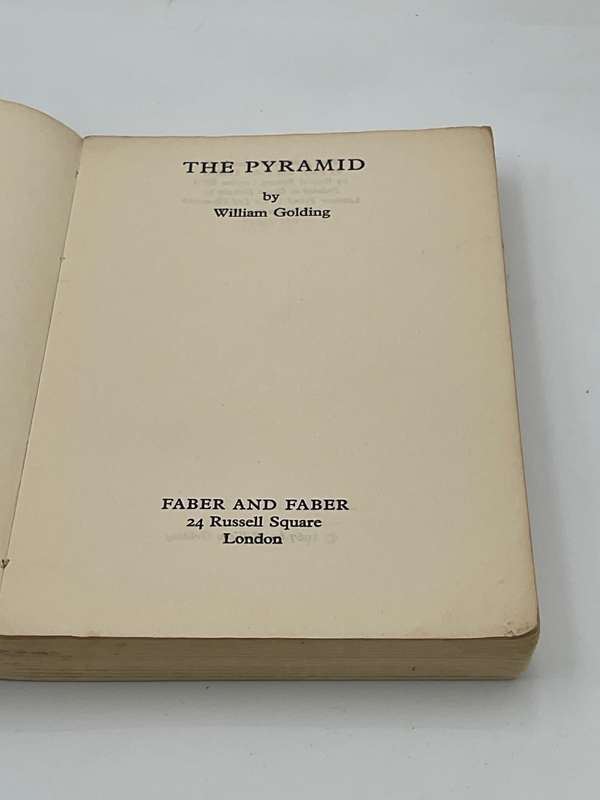 THE PYRAMID
by
William Golding
FABER AND FABER
24 Russell Square
London